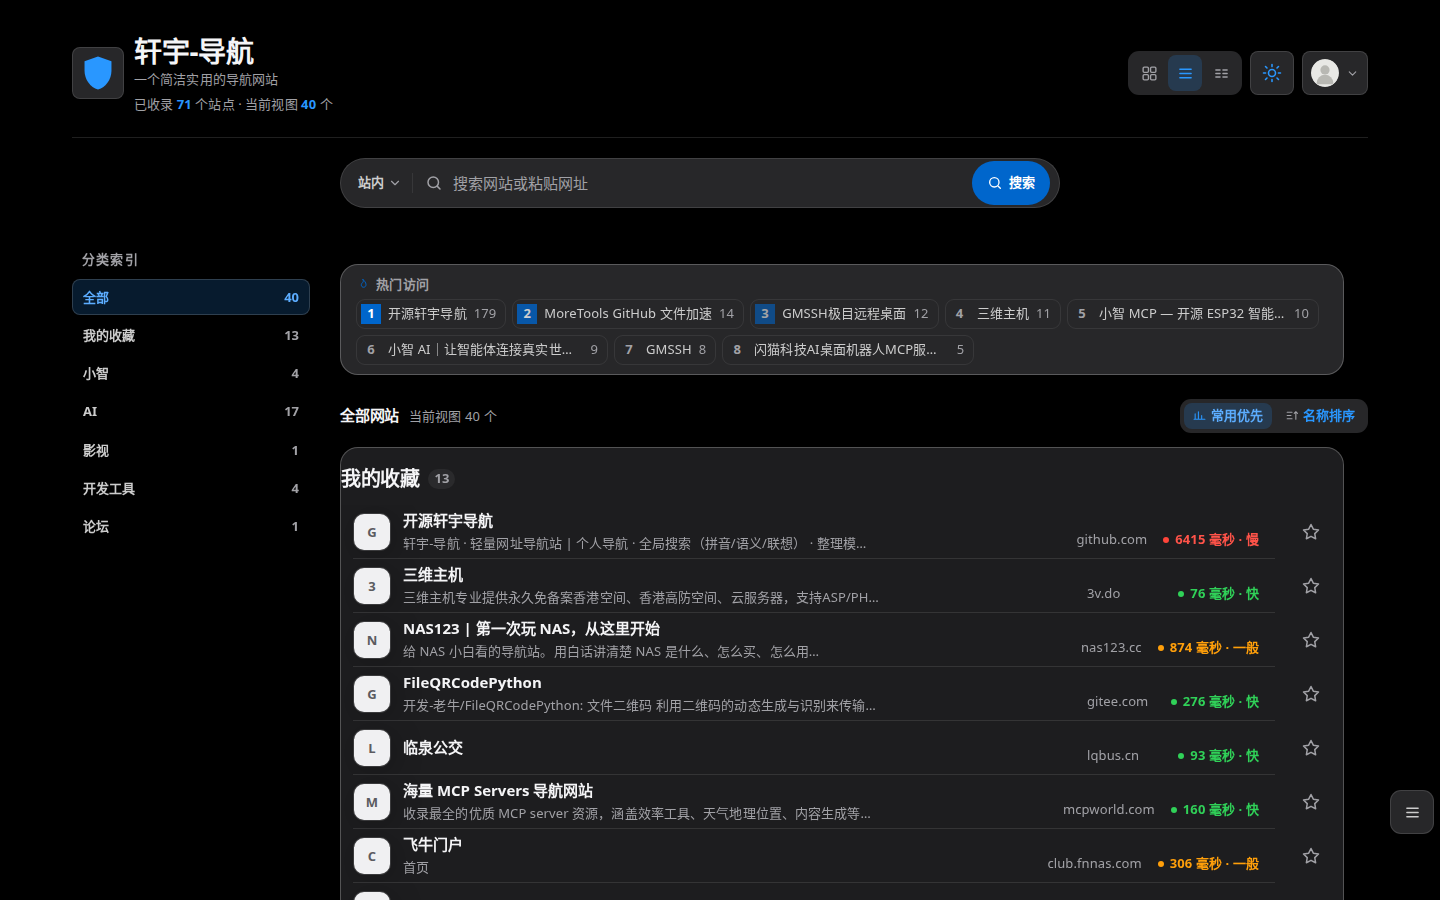 轩宇-导航
一个简洁实用的导航网站
已收录 71 个站点 · 当前视图 40 个
站内
搜索网站或粘贴网址
搜索
分类索引
全部 40
我的收藏 13
小智 4
AI 17
影视 1
开发工具 4
论坛 1
热门访问
1 开源轩宇导航 179
2 MoreTools GitHub 文件加速 14
3 GMSSH极目远程桌面 12
4 三维主机 11
5 小智 MCP — 开源 ESP32 智能... 10
6 小智 AI｜让智能体连接真实世... 9
7 GMSSH 8
8 闪猫科技AI桌面机器人MCP服... 5
全部网站 当前视图 40 个
常用优先
名称排序
我的收藏 13
G
开源轩宇导航
轩宇-导航 · 轻量网址导航站 | 个人导航 · 全局搜索（拼音/语义/联想） · 整理模...
github.com
6415 毫秒 · 慢
3
三维主机
三维主机专业提供永久免备案香港空间、香港高防空间、云服务器，支持ASP/PH...
3v.do
76 毫秒 · 快
N
NAS123 | 第一次玩 NAS，从这里开始
给 NAS 小白看的导航站。用白话讲清楚 NAS 是什么、怎么买、怎么用...
nas123.cc
874 毫秒 · 一般
G
FileQRCodePython
开发-老牛/FileQRCodePython: 文件二维码 利用二维码的动态生成与识别来传输...
gitee.com
276 毫秒 · 快
L
临泉公交
lqbus.cn
93 毫秒 · 快
M
海量 MCP Servers 导航网站
收录最全的优质 MCP server 资源，涵盖效率工具、天气地理位置、内容生成等...
mcpworld.com
160 毫秒 · 快
C
飞牛门户
首页
club.fnnas.com
306 毫秒 · 一般